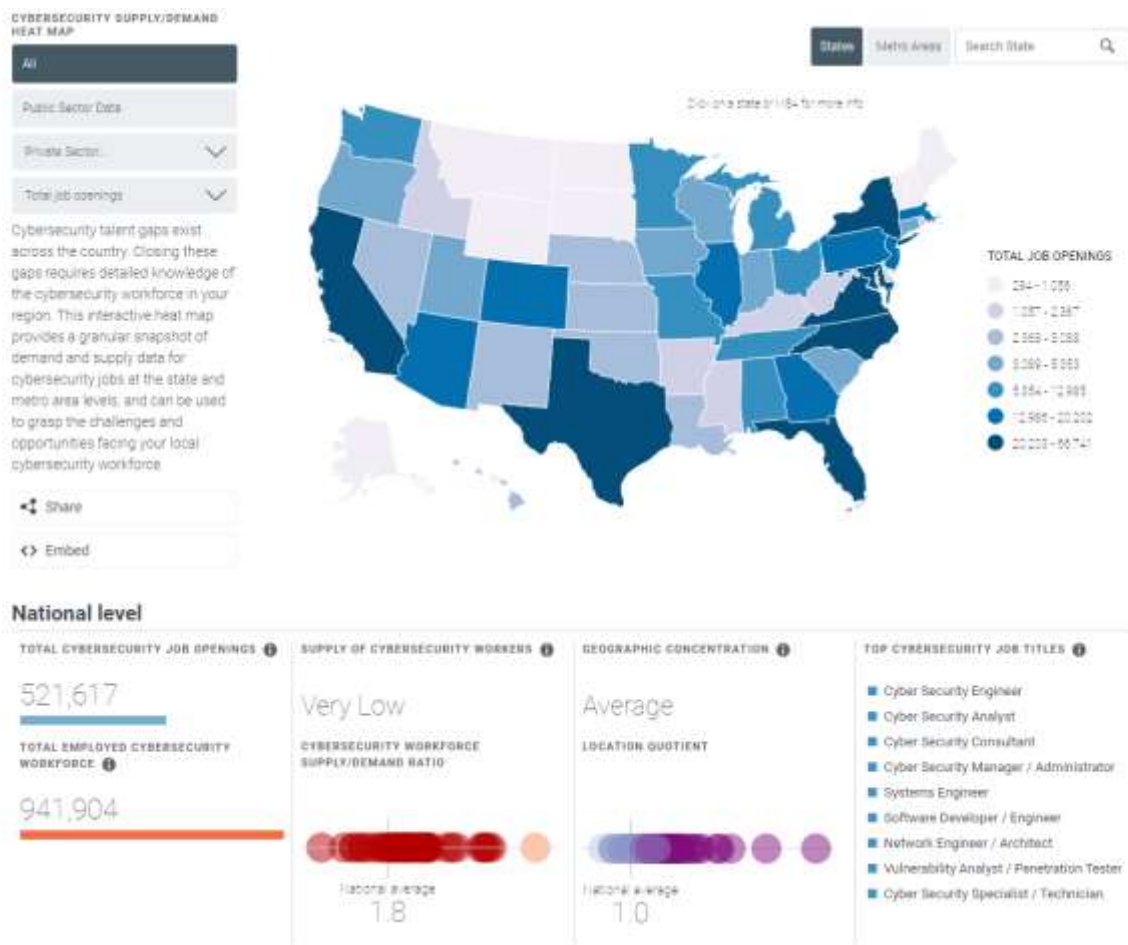 CYBERSECURITY SUPPLY/DEMAND
HEAT MAP
All
Public Sector Data
Private Sector...
Total job openings
Cybersecurity talent gaps exist
across the country. Closing these
gaps requires detailed knowledge of
the cybersecurity workforce in your
region. This interactive heat map
provides a granular snapshot of
demand and supply data for
cybersecurity jobs at the state and
metro area levels, and can be used
to grasp the challenges and
opportunities facing your local
cybersecurity workforce.
Share
<> Embed
States
Metro Areas
Search State
Click on a state or MSA for more info
TOTAL JOB OPENINGS
National level
TOTAL CYBERSECURITY JOB OPENINGS
521,617
TOTAL EMPLOYED CYBERSECURITY
WORKFORCE
941,904
SUPPLY OF CYBERSECURITY WORKERS
Very Low
CYBERSECURITY WORKFORCE
SUPPLY/DEMAND RATIO
National average
1.8
GEOGRAPHIC CONCENTRATION
Average
LOCATION QUOTIENT
National average
1.0
TOP CYBERSECURITY JOB TITLES
Cyber Security Engineer
Cyber Security Analyst
Cyber Security Consultant
Cyber Security Manager / Administrator
Systems Engineer
Software Developer / Engineer
Network Engineer / Architect
Vulnerability Analyst / Penetration Tester
Cyber Security Specialist / Technician